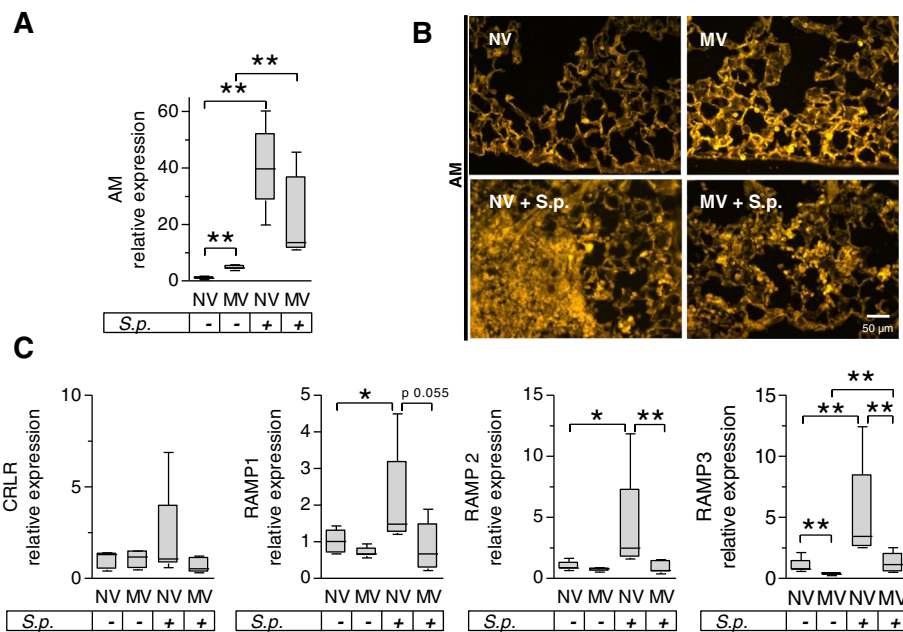 A
**
**
**
60
40
20
0
AM
relative expression
NV MV NV MV
S.p. - - + +
B
AM
NV
MV
NV + S.p.
MV + S.p.
50 µm
C
10
5
0
CRLR
relative expression
NV MV NV MV
S.p. - - + +
5
4
3
2
1
0
RAMP1
relative expression
* p 0.055
NV MV NV MV
S.p. - - + +
15
10
5
0
RAMP 2
relative expression
* **
NV MV NV MV
S.p. - - + +
15
10
5
0
RAMP3
relative expression
**
** **
**
NV MV NV MV
S.p. - - + +